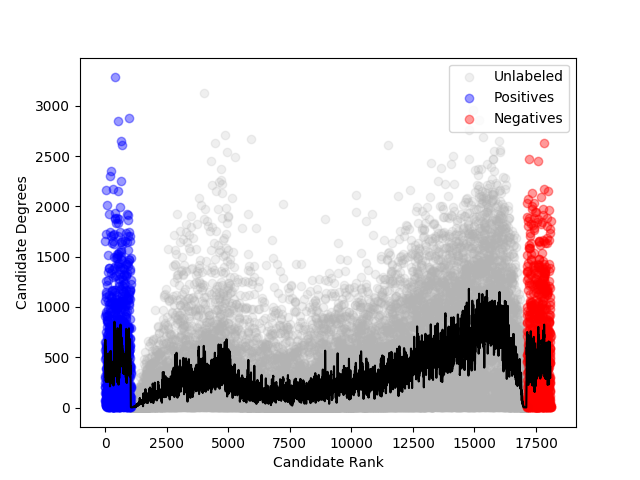 Unlabeled
Positives
Negatives
3000
2500
2000
1500
1000
500
0
Candidate Degrees
0 2500 5000 7500 10000 12500 15000 17500
Candidate Rank